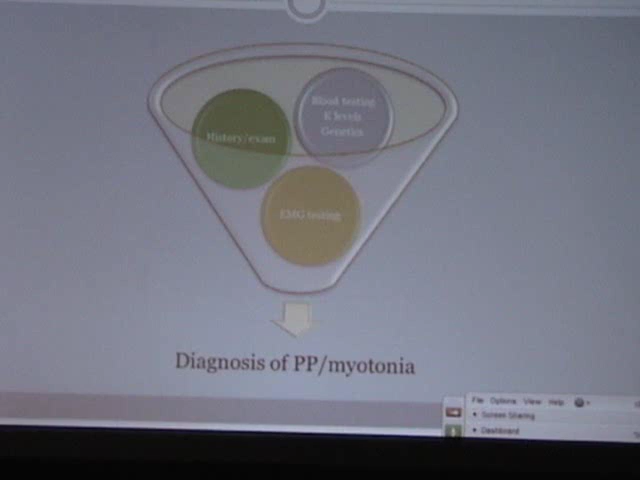 Blood testing
K levels
Genetics
History/exam
EMG testing
Diagnosis of PP/myotonia
File Options View Help
Screen Sharing
Dashboard